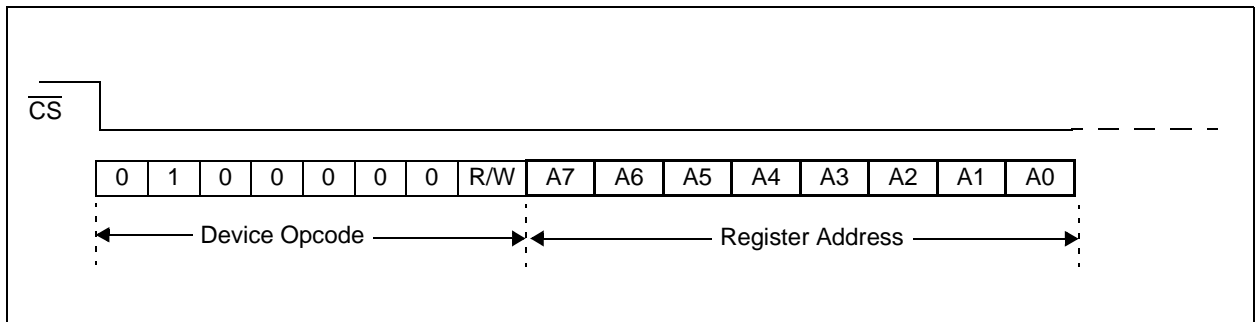 CS
0 1 0 0 0 0 0 R/W A7 A6 A5 A4 A3 A2 A1 A0
Device Opcode Register Address